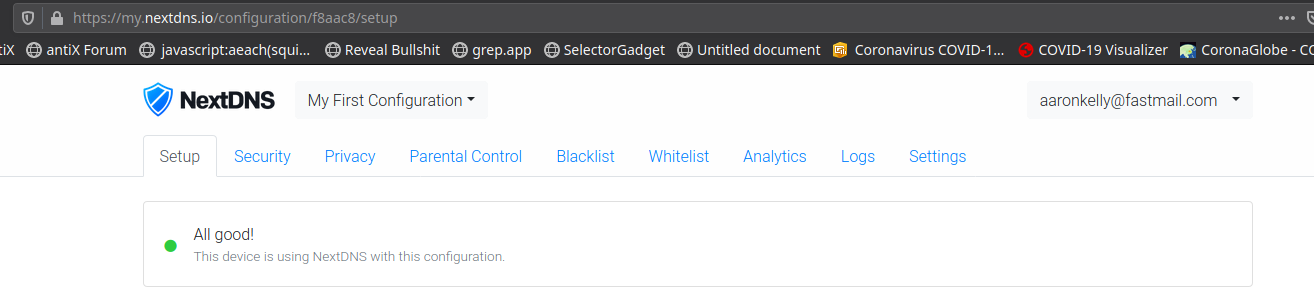 https://my.nextdns.io/configuration/f8aac8/setup
tiX antiX Forum javascript:aeach(squi... Reveal Bullshit grep.app SelectorGadget Untitled document Coronavirus COVID-1... COVID-19 Visualizer CoronaGlobe - CO
NextDNS My First Configuration aaronkelly@fastmail.com
Setup Security Privacy Parental Control Blacklist Whitelist Analytics Logs Settings
All good!
This device is using NextDNS with this configuration.